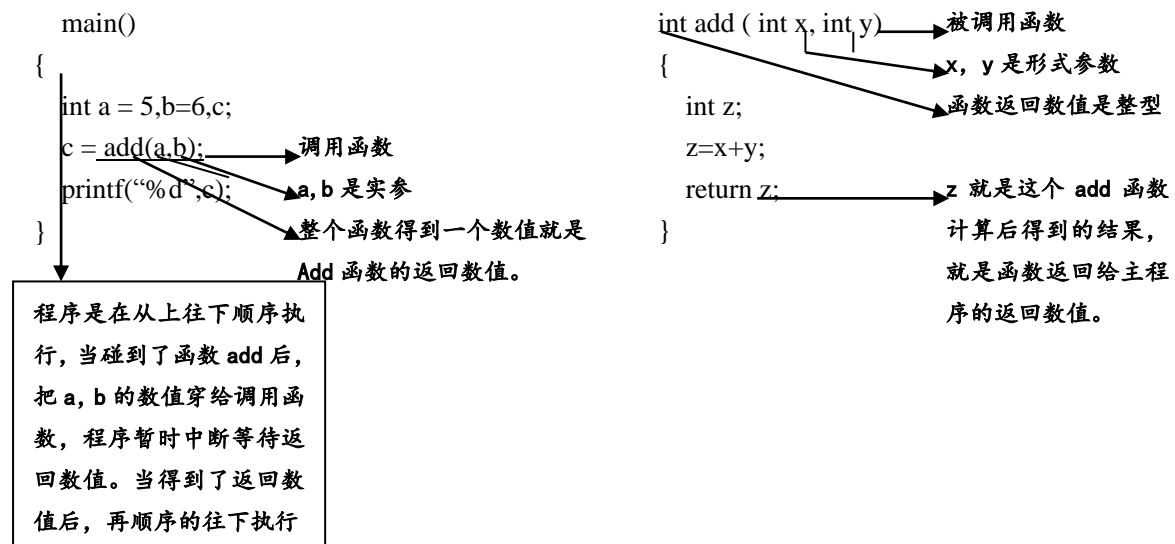 main()
{
int a = 5,b=6,c;
c = add(a,b);
printf(“%d”,c);
}
调用函数
a,b 是实参
整个函数得到一个数值就是
Add 函数的返回数值。
程序是在从上往下顺序执
行,当碰到了函数 add 后,
把 a,b 的数值穿给调用函
数，程序暂时中断等待返
回数值。当得到了返回数
值后，再顺序的往下执行
int add ( int x, int y)
{
int z;
z=x+y;
return z;
}
被调用函数
x，y 是形式参数
函数返回数值是整型
z 就是这个 add 函数
计算后得到的结果，
就是函数返回给主程
序的返回数值。